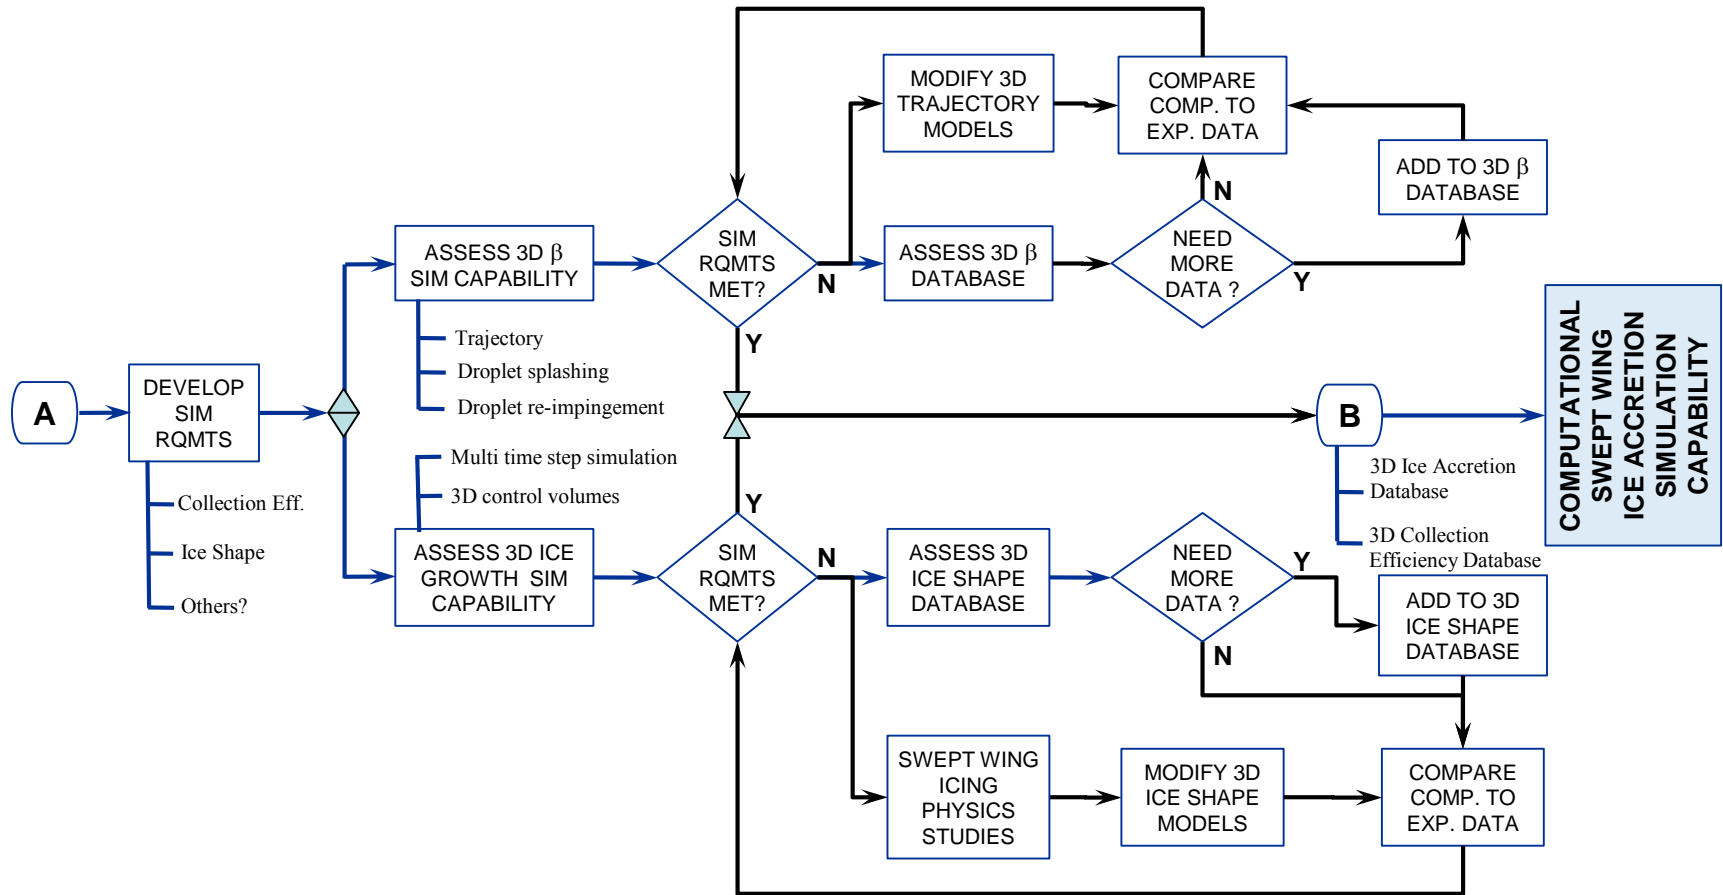 A
DEVELOP
SIM
RQMTS
Collection Eff.
Ice Shape
Others?
ASSESS 3D β
SIM CAPABILITY
Trajectory
Droplet splashing
Droplet re-impingement
Multi time step simulation
3D control volumes
ASSESS 3D ICE
GROWTH SIM
CAPABILITY
SIM
RQMTS
MET?
N
Y
MODIFY 3D
TRAJECTORY
MODELS
COMPARE
COMP. TO
EXP. DATA
ASSESS 3D β
DATABASE
NEED
MORE
DATA ?
N
Y
ADD TO 3D β
DATABASE
SIM
RQMTS
MET?
Y
N
ASSESS 3D
ICE SHAPE
DATABASE
NEED
MORE
DATA ?
Y
N
ADD TO 3D
ICE SHAPE
DATABASE
SWEPT WING
ICING
PHYSICS
STUDIES
MODIFY 3D
ICE SHAPE
MODELS
COMPARE
COMP. TO
EXP. DATA
B
3D Ice Accretion
Database
3D Collection
Efficiency Database
COMPUTATIONAL
SWEPT WING
ICE ACCRETION
SIMULATION
CAPABILITY